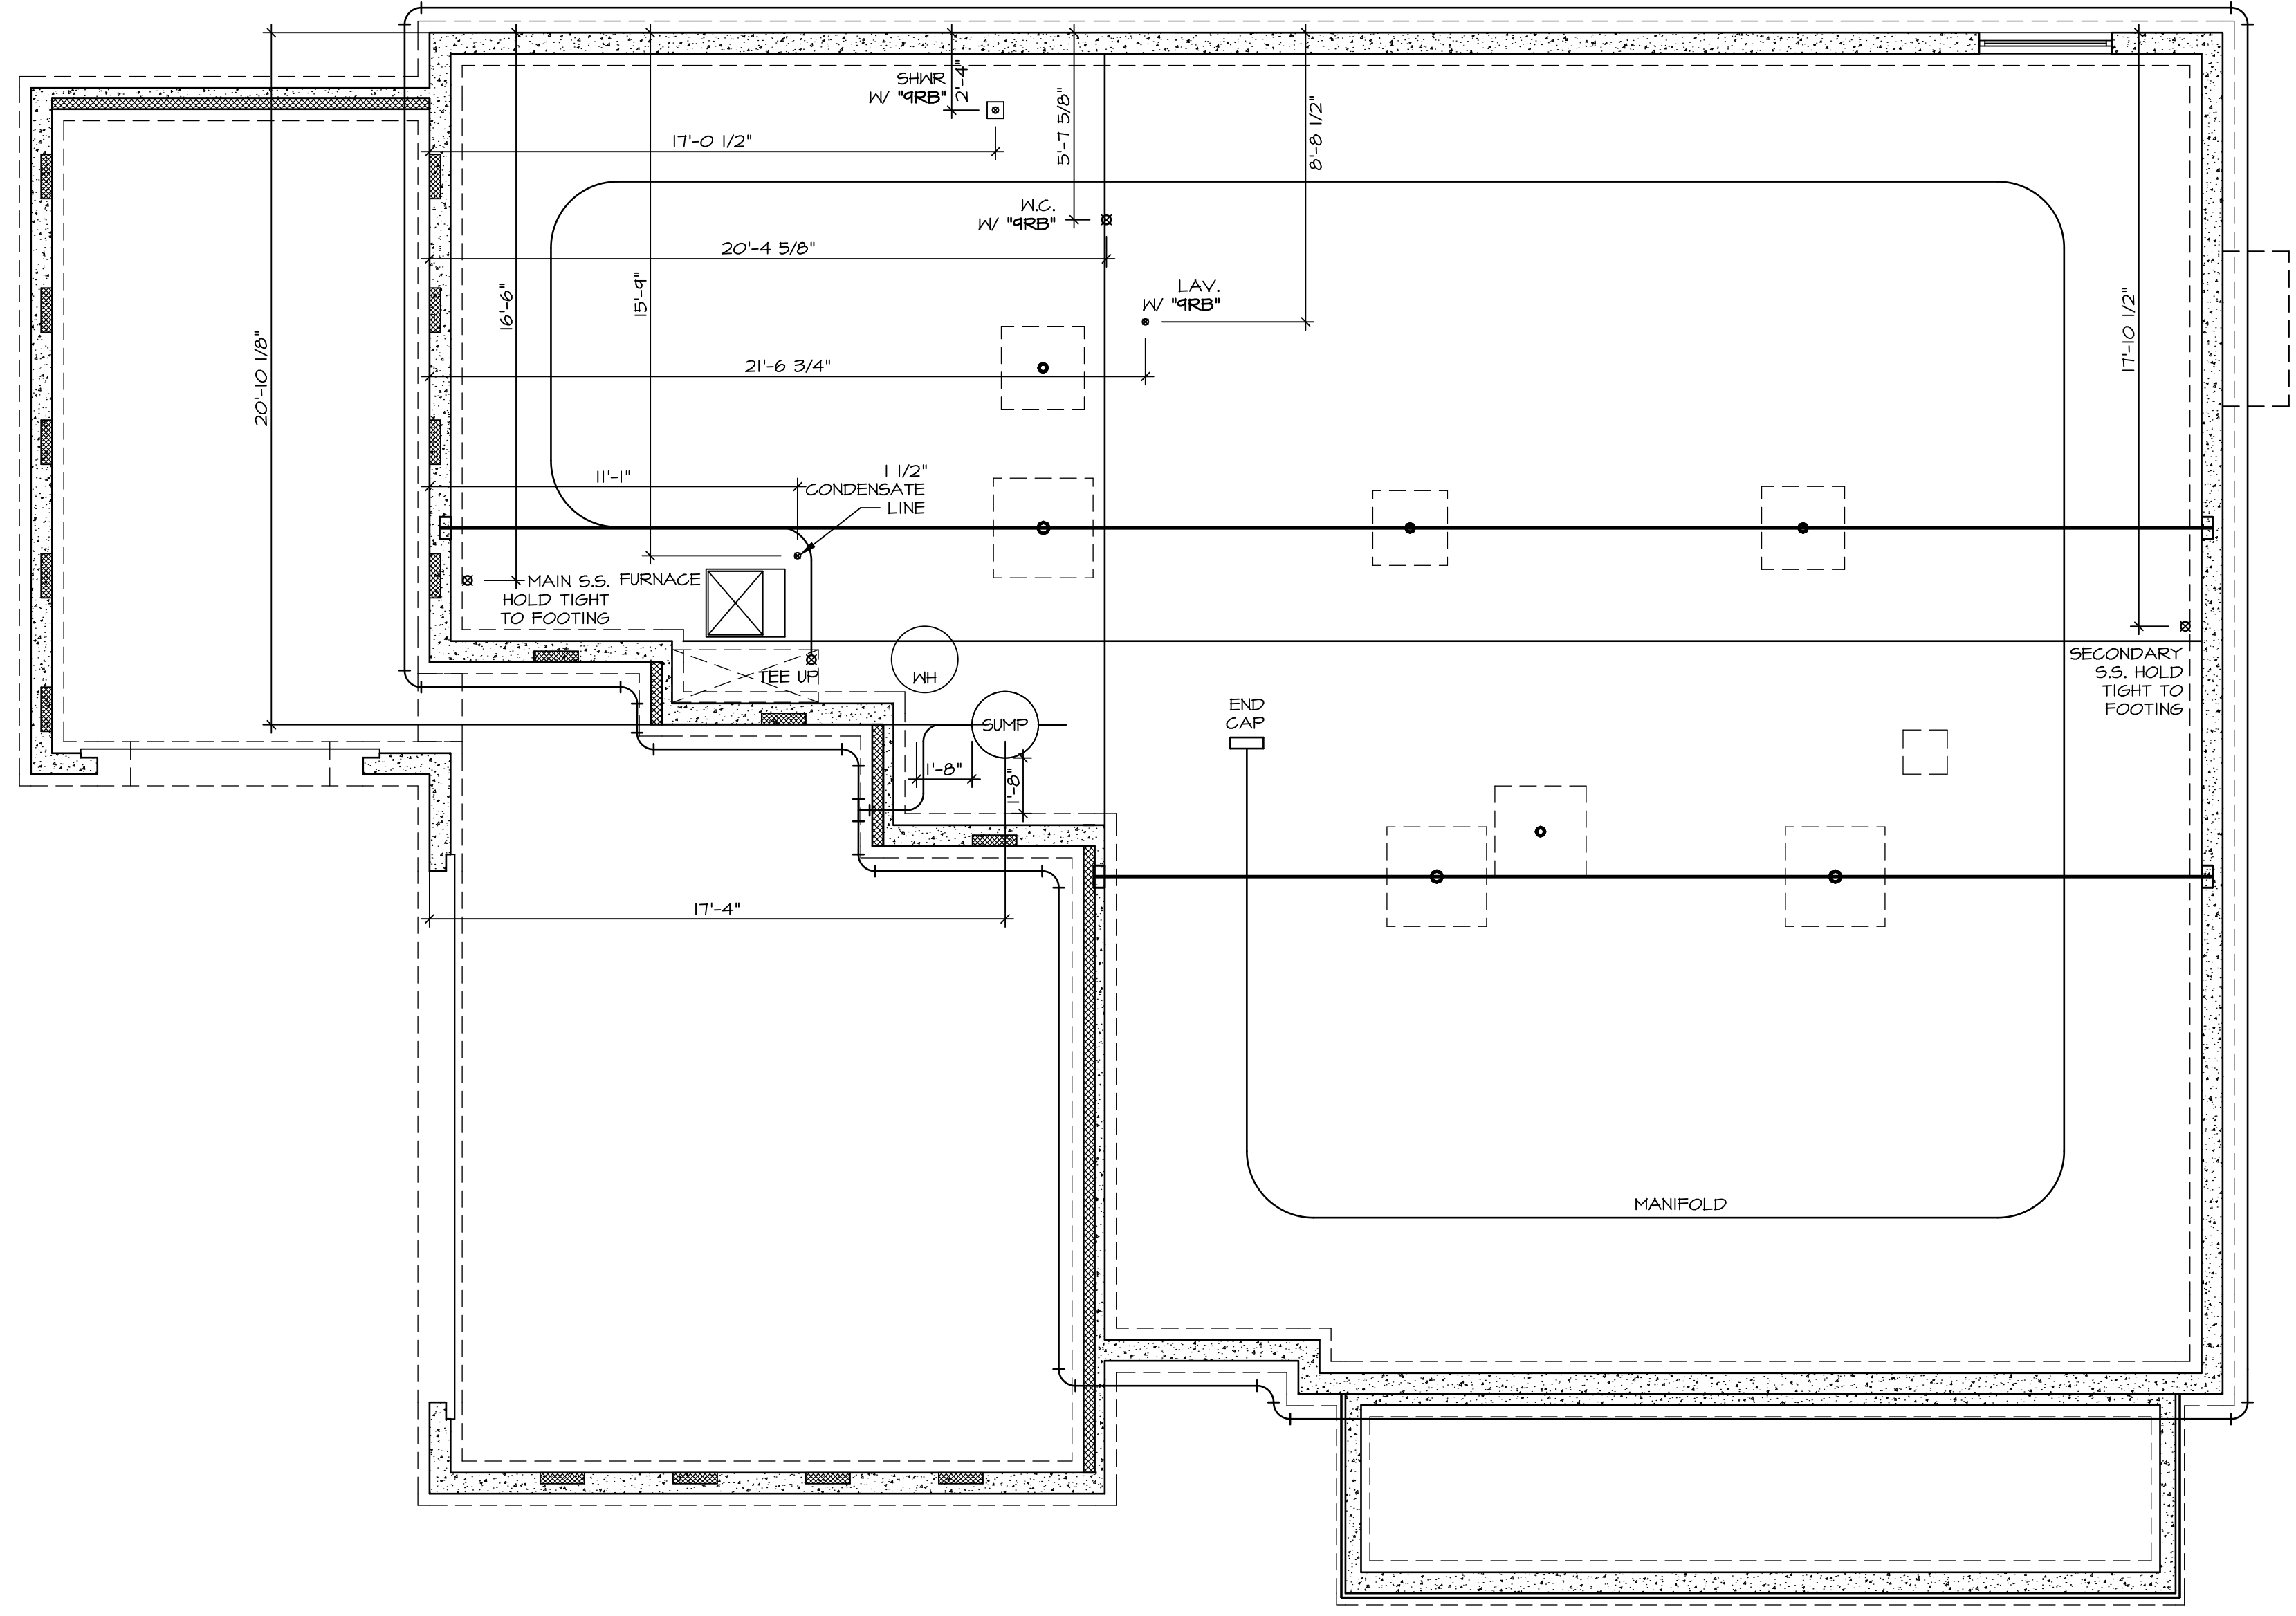 SHWR
W/ "9RB"
2'-4"
17'-0 1/2"
5'-7 5/8"
8'-8 1/2"
W.C.
W/ "9RB"
20'-4 5/8"
16'-6"
15'-9"
LAV.
W/ "9RB"
17'-10 1/2"
20'-10 1/8"
21'-6 3/4"
11'-1"
1 1/2"
CONDENSATE
LINE
MAIN S.S.
HOLD TIGHT
TO FOOTING
FURNACE
TEE UP
WH
SECONDARY
S.S. HOLD
TIGHT TO
FOOTING
END
CAP
SUMP
1'-8"
1'-8"
17'-4"
MANIFOLD